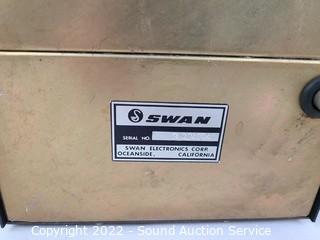 SWAN
SERIAL NO.
SWAN ELECTRONICS CORP.
OCEANSIDE, CALIFORNIA
Copyright © 2022 - Sound Auction Service